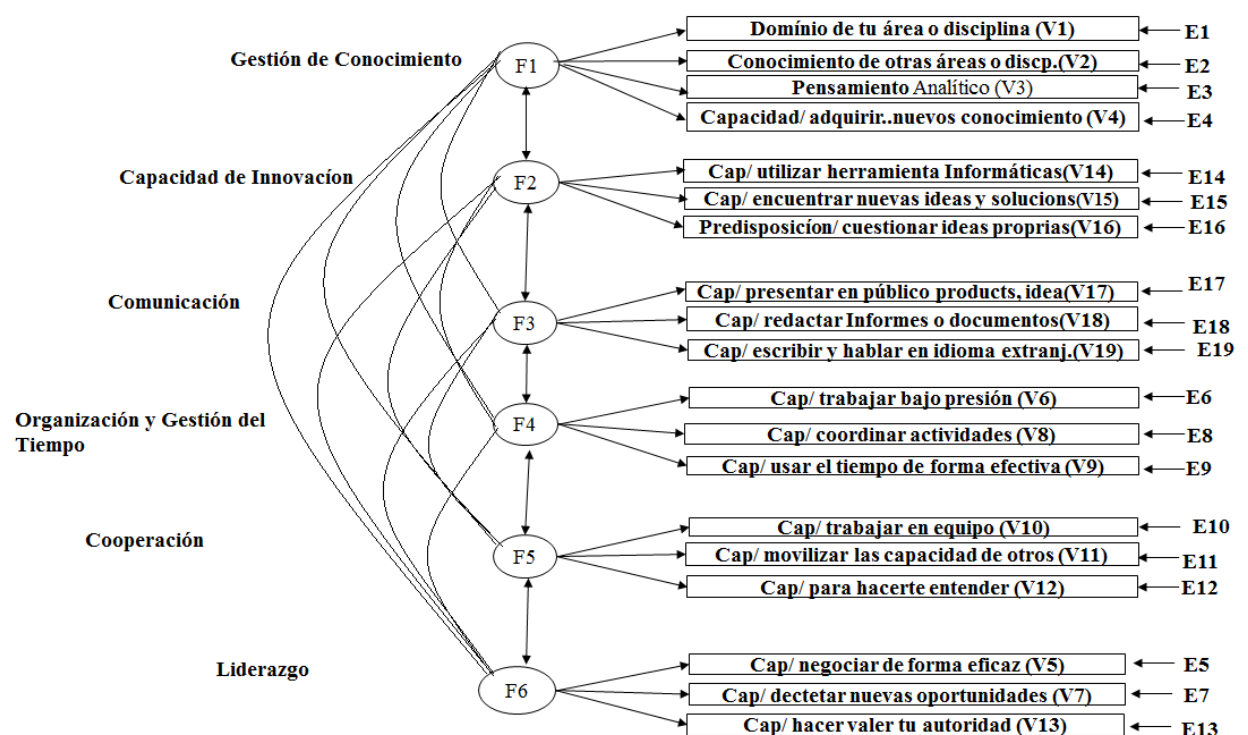 Gestión de Conocimiento
F1
Domínio de tu área o disciplina (V1)
E1
Conocimiento de otras áreas o discp.(V2)
E2
Pensamiento Analítico (V3)
E3
Capacidad/ adquirir..nuevos conocimiento (V4)
E4
Capacidad de Innovacíon
F2
Cap/ utilizar herramienta Informáticas(V14)
E14
Cap/ encuentrar nuevas ideas y solucions(V15)
E15
Predisposicíon/ cuestionar ideas proprias(V16)
E16
Comunicación
F3
Cap/ presentar en público products, idea(V17)
E17
Cap/ redactar Informes o documentos(V18)
E18
Cap/ escribir y hablar en idioma extranj.(V19)
E19
Organización y Gestión del
Tiempo
F4
Cap/ trabajar bajo presión (V6)
E6
Cap/ coordinar actividades (V8)
E8
Cap/ usar el tiempo de forma efectiva (V9)
E9
Cooperación
F5
Cap/ trabajar en equipo (V10)
E10
Cap/ movilizar las capacidad de otros (V11)
E11
Cap/ para hacerte entender (V12)
E12
Liderazgo
F6
Cap/ negociar de forma eficaz (V5)
E5
Cap/ dectetar nuevas oportunidades (V7)
E7
Cap/ hacer valer tu autoridad (V13)
E13